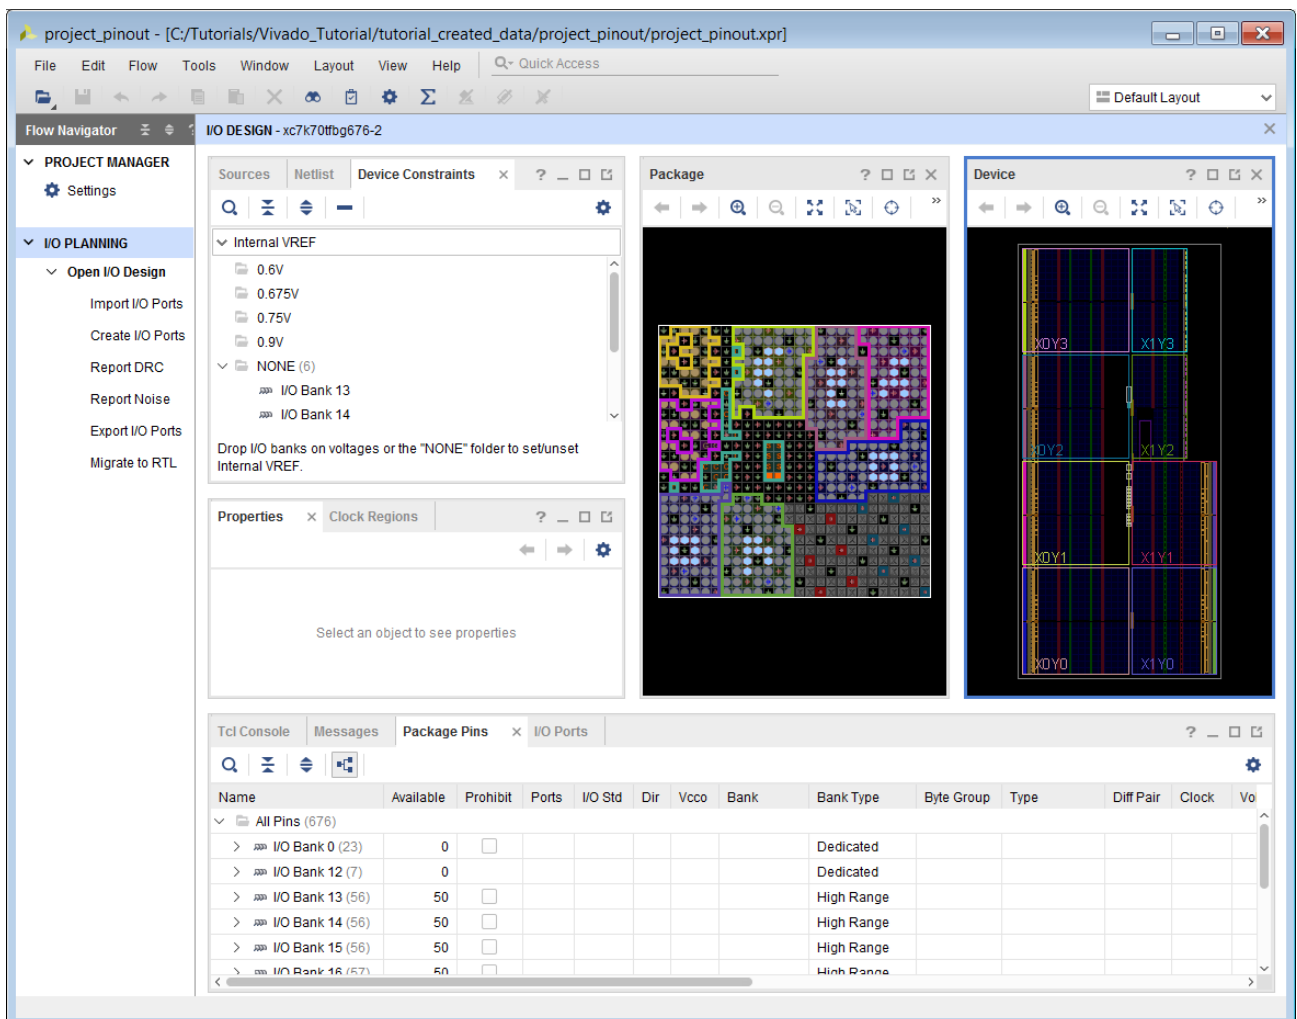 project_pinout - [C:/Tutorials/Vivado_Tutorial/tutorial_created_data/project_pinout/project_pinout.xpr]
File Edit Flow Tools Window Layout View Help Quick Access
Default Layout
Flow Navigator
I/O DESIGN - xc7k70tfbg676-2
PROJECT MANAGER
Settings
I/O PLANNING
Open I/O Design
Import I/O Ports
Create I/O Ports
Report DRC
Report Noise
Export I/O Ports
Migrate to RTL
Sources Netlist Device Constraints
Internal VREF
0.6V
0.675V
0.75V
0.9V
NONE (6)
I/O Bank 13
I/O Bank 14
Drop I/O banks on voltages or the "NONE" folder to set/unset
Internal VREF.
Properties Clock Regions
Select an object to see properties
Package
Device
X0Y3 X1Y3
X0Y2 X1Y2
X0Y1 X1Y1
X0Y0 X1Y0
Tcl Console Messages Package Pins I/O Ports
Name Available Prohibit Ports I/O Std Dir Vcco Bank Bank Type Byte Group Type Diff Pair Clock
All Pins (676)
I/O Bank 0 (23) 0 Dedicated
I/O Bank 12 (7) 0 Dedicated
I/O Bank 13 (56) 50 High Range
I/O Bank 14 (56) 50 High Range
I/O Bank 15 (56) 50 High Range
I/O Bank 16 (57) 50 High Range